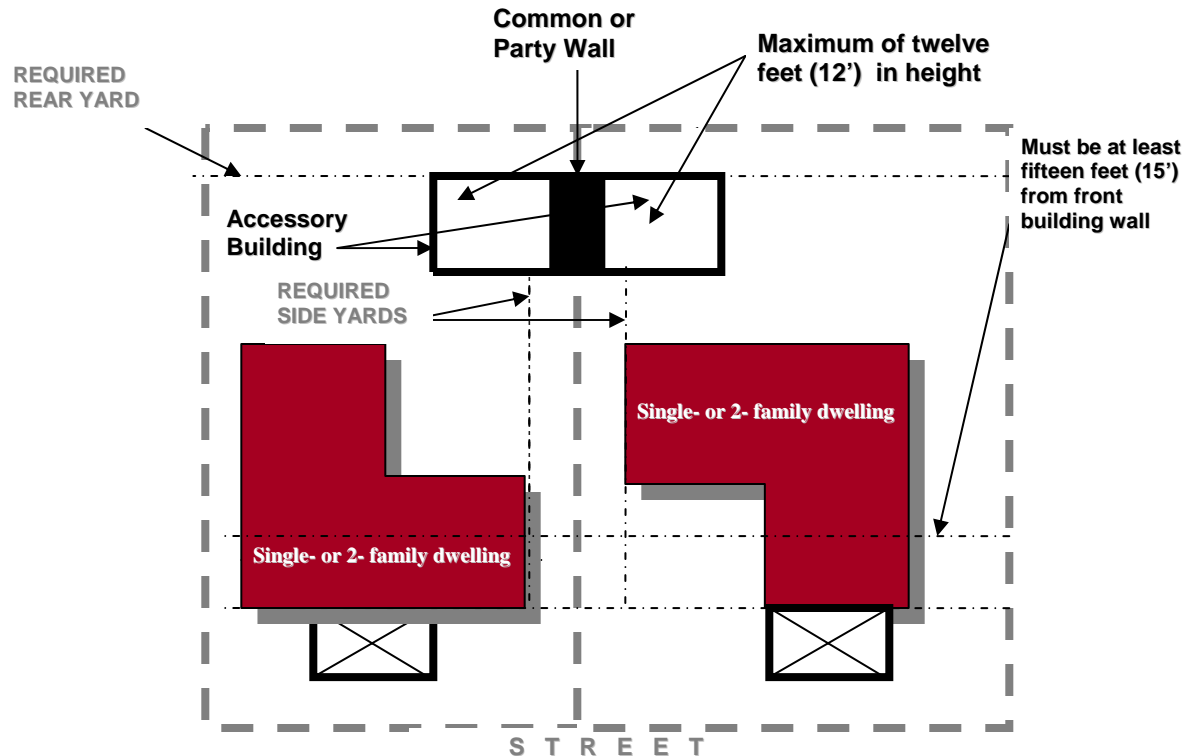 Common or
Party Wall
Maximum of twelve
feet (12’) in height
REQUIRED
REAR YARD
Must be at least
fifteen feet (15’)
from front
building wall
Accessory
Building
REQUIRED
SIDE YARDS
Single- or 2- family dwelling
Single- or 2- family dwelling
STREET